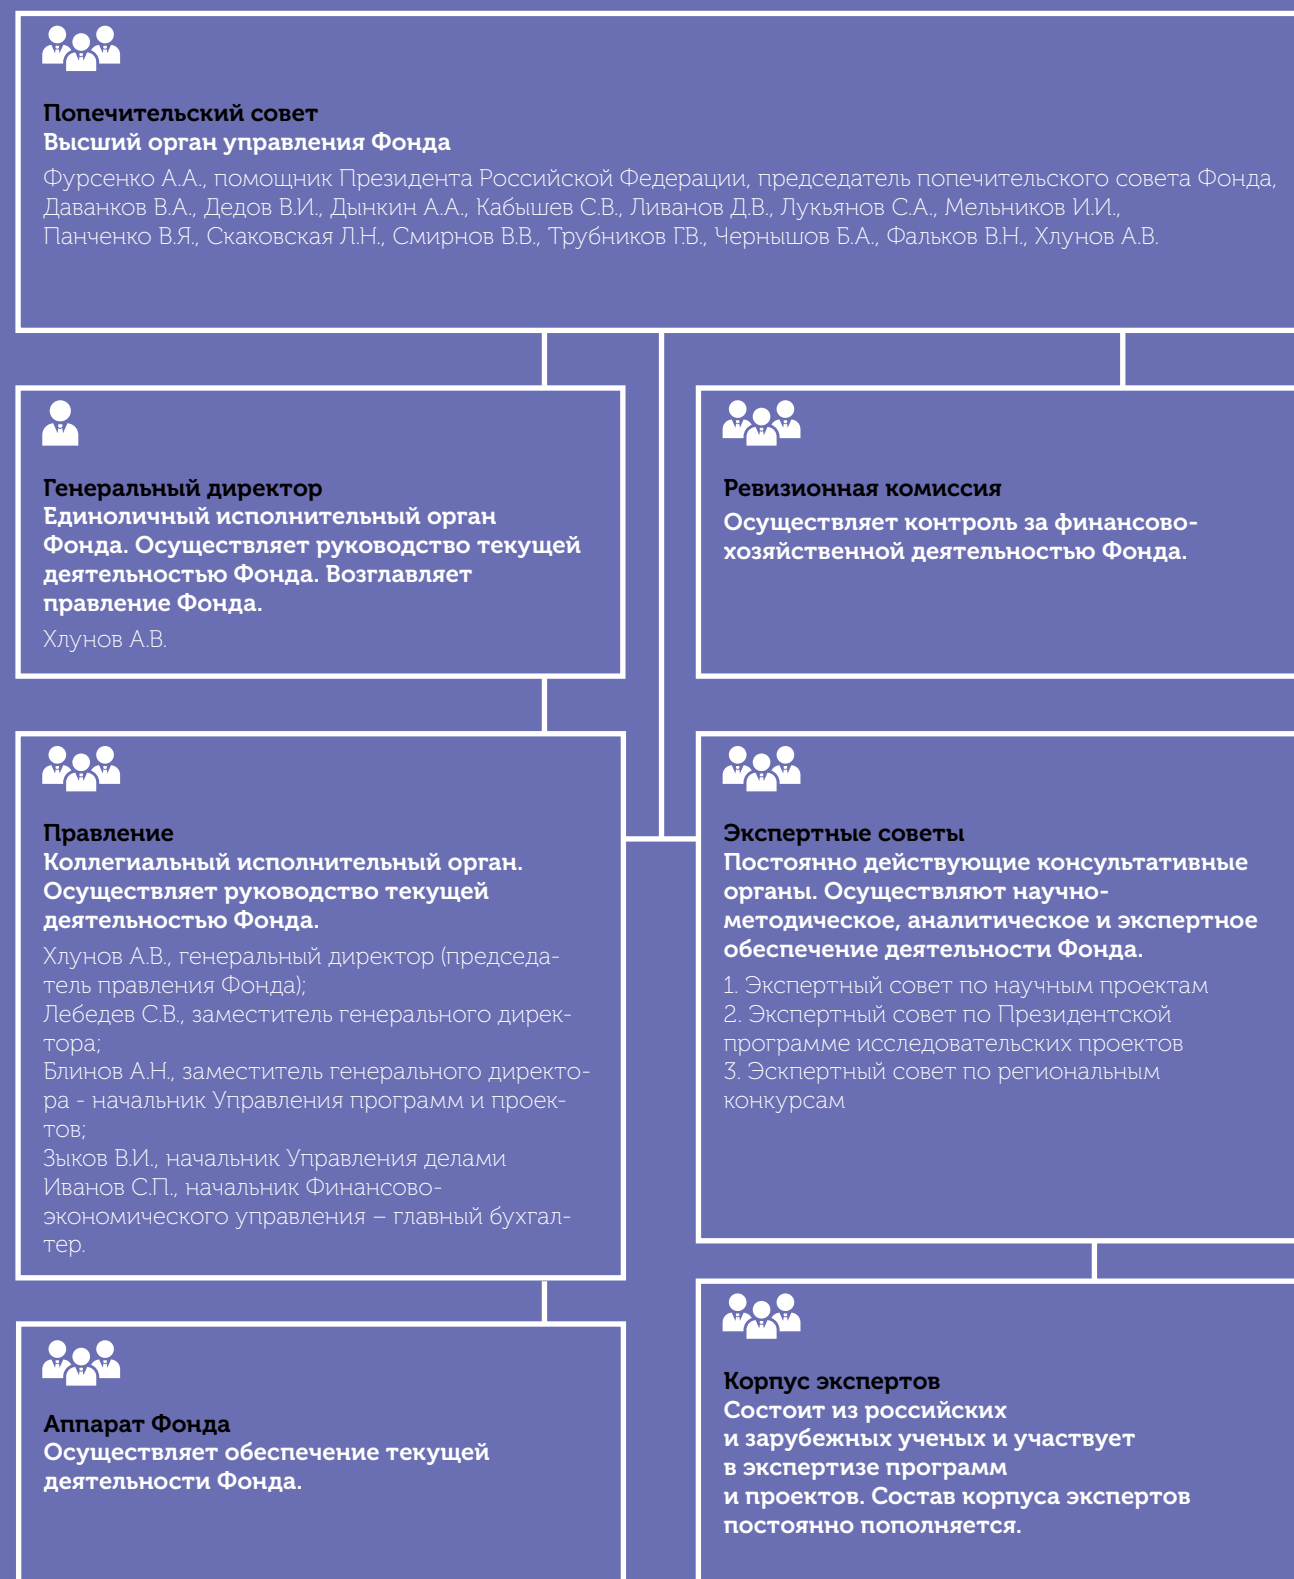 Попечительский совет
Высший орган управления Фонда
Фурсенко А.А., помощник Президента Российской Федерации, председатель попечительского совета Фонда,
Даванков В.А., Дедов В.И., Дынкин А.А., Кабышев С.В., Ливанов Д.В., Лукьянов С.А., Мельников И.И.,
Панченко В.Я., Скаковская Л.Н., Смирнов В.В., Трубников Г.В., Чернышов Б.А., Фальков В.Н., Хлунов А.В.
Генеральный директор
Единоличный исполнительный орган
Фонда. Осуществляет руководство текущей
деятельностью Фонда. Возглавляет
правление Фонда.
Хлунов А.В.
Ревизионная комиссия
Осуществляет контроль за финансово-
хозяйственной деятельностью Фонда.
Правление
Коллегиальный исполнительный орган.
Осуществляет руководство текущей
деятельностью Фонда.
Хлунов А.В., генеральный директор (председа-
тель правления Фонда);
Лебедев С.В., заместитель генерального дирек-
тора;
Блинов А.Н., заместитель генерального директо-
ра - начальник Управления программ и проек-
тов;
Зыков В.И., начальник Управления делами
Иванов С.П., начальник Финансово-
экономического управления – главный бухгал-
тер.
Экспертные советы
Постоянно действующие консультативные
органы. Осуществляют научно-
методическое, аналитическое и экспертное
обеспечение деятельности Фонда.
1. Экспертный совет по научным проектам
2. Экспертный совет по Президентской
программе исследовательских проектов
3. Эскпертный совет по региональным
конкурсам
Аппарат Фонда
Осуществляет обеспечение текущей
деятельности Фонда.
Корпус экспертов
Состоит из российских
и зарубежных ученых и участвует
в экспертизе программ
и проектов. Состав корпуса экспертов
постоянно пополняется.